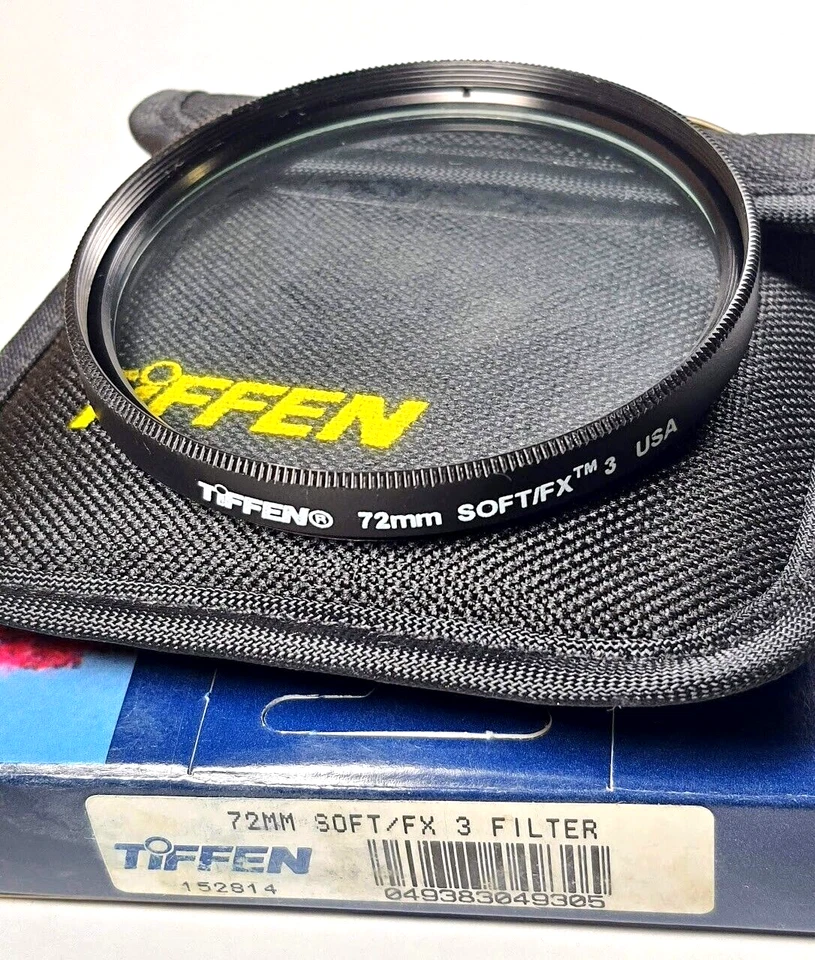 TIFFEN
TIFFEN® 72mm SOFT/FX™ 3 USA
72MM SOFT/FX 3 FILTER
TIFFEN
152814
049383049305